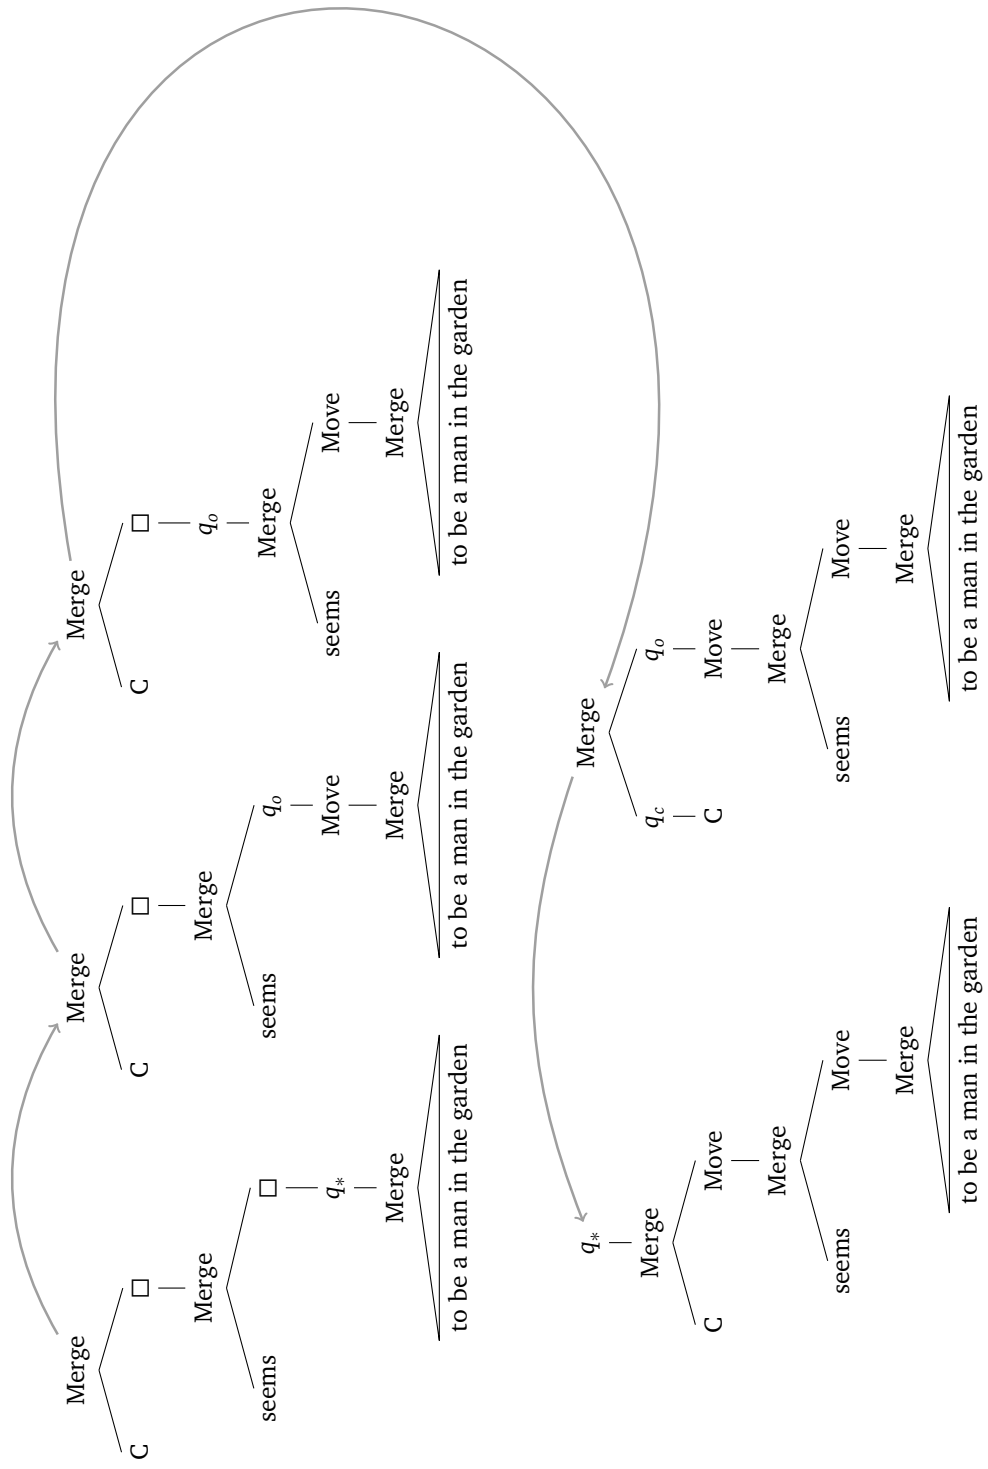 Merge
C □
Merge
seems □
q*
Merge
to be a man in the garden
Merge
C □
Merge
seems qo
Move
Merge
to be a man in the garden
Merge
C □
qo
Merge
seems Move
Merge
to be a man in the garden
Merge
qc qo
C Move
Merge
seems Move
Merge
to be a man in the garden
q*
Merge
C Move
Merge
seems Move
Merge
to be a man in the garden